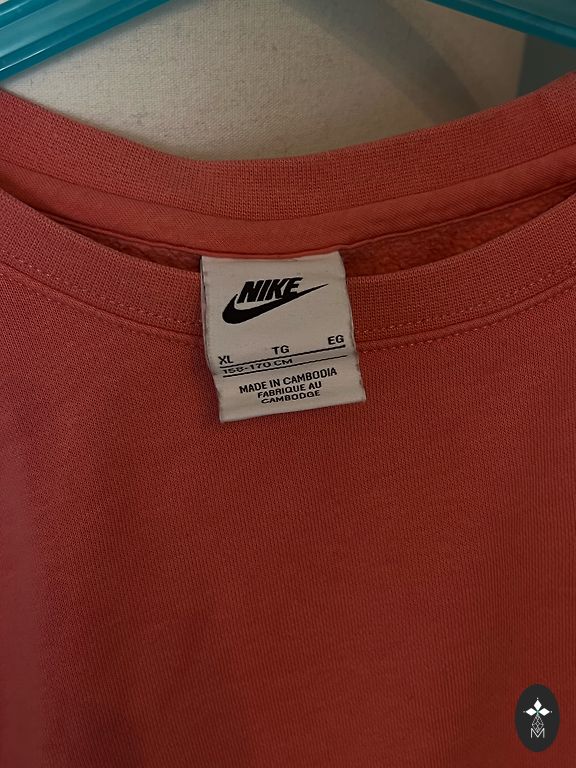 NIKE
XL TG EG
158-170 CM
MADE IN CAMBODIA
FABRIQUE AU
CAMBODGE
M